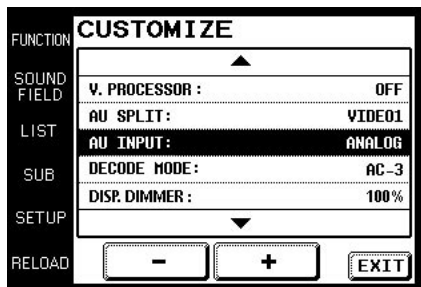 CUSTOMIZE
FUNCTION
SOUND FIELD
LIST
SUB
SETUP
RELOAD
V. PROCESSOR : OFF
AU SPLIT: VIDEO1
AU INPUT: ANALOG
DECODE MODE: AC-3
DISP. DIMMER : 100%
- + EXIT